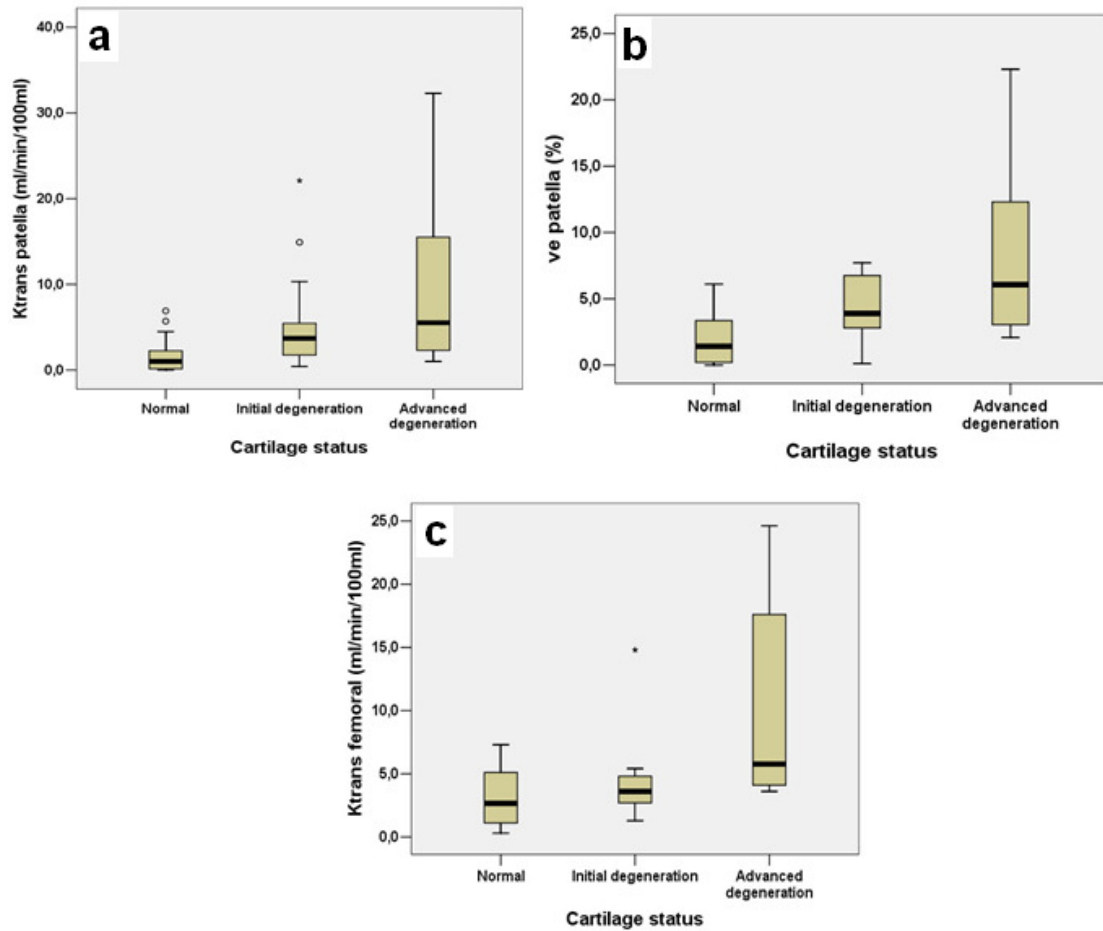 a
Ktrans patella (ml/min/100ml)
40,0
30,0
20,0
10,0
0,0
Normal
Initial degeneration
Advanced
degeneration
Cartilage status
b
ve patella (%)
25,0
20,0
15,0
10,0
5,0
0,0
Normal
Initial degeneration
Advanced
degeneration
Cartilage status
c
Ktrans femoral (ml/min/100ml)
25,0
20,0
15,0
10,0
5,0
0,0
Normal
Initial degeneration
Advanced
degeneration
Cartilage status